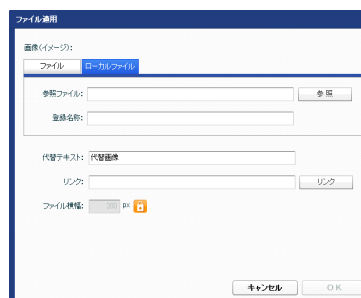 ファイル適用
画像(イメージ):
ファイル ローカルファイル
参照ファイル: 参 照
登録名称:
代替テキスト: 代替画像
リンク: リンク
ファイル横幅: 200 px
キャンセル O K